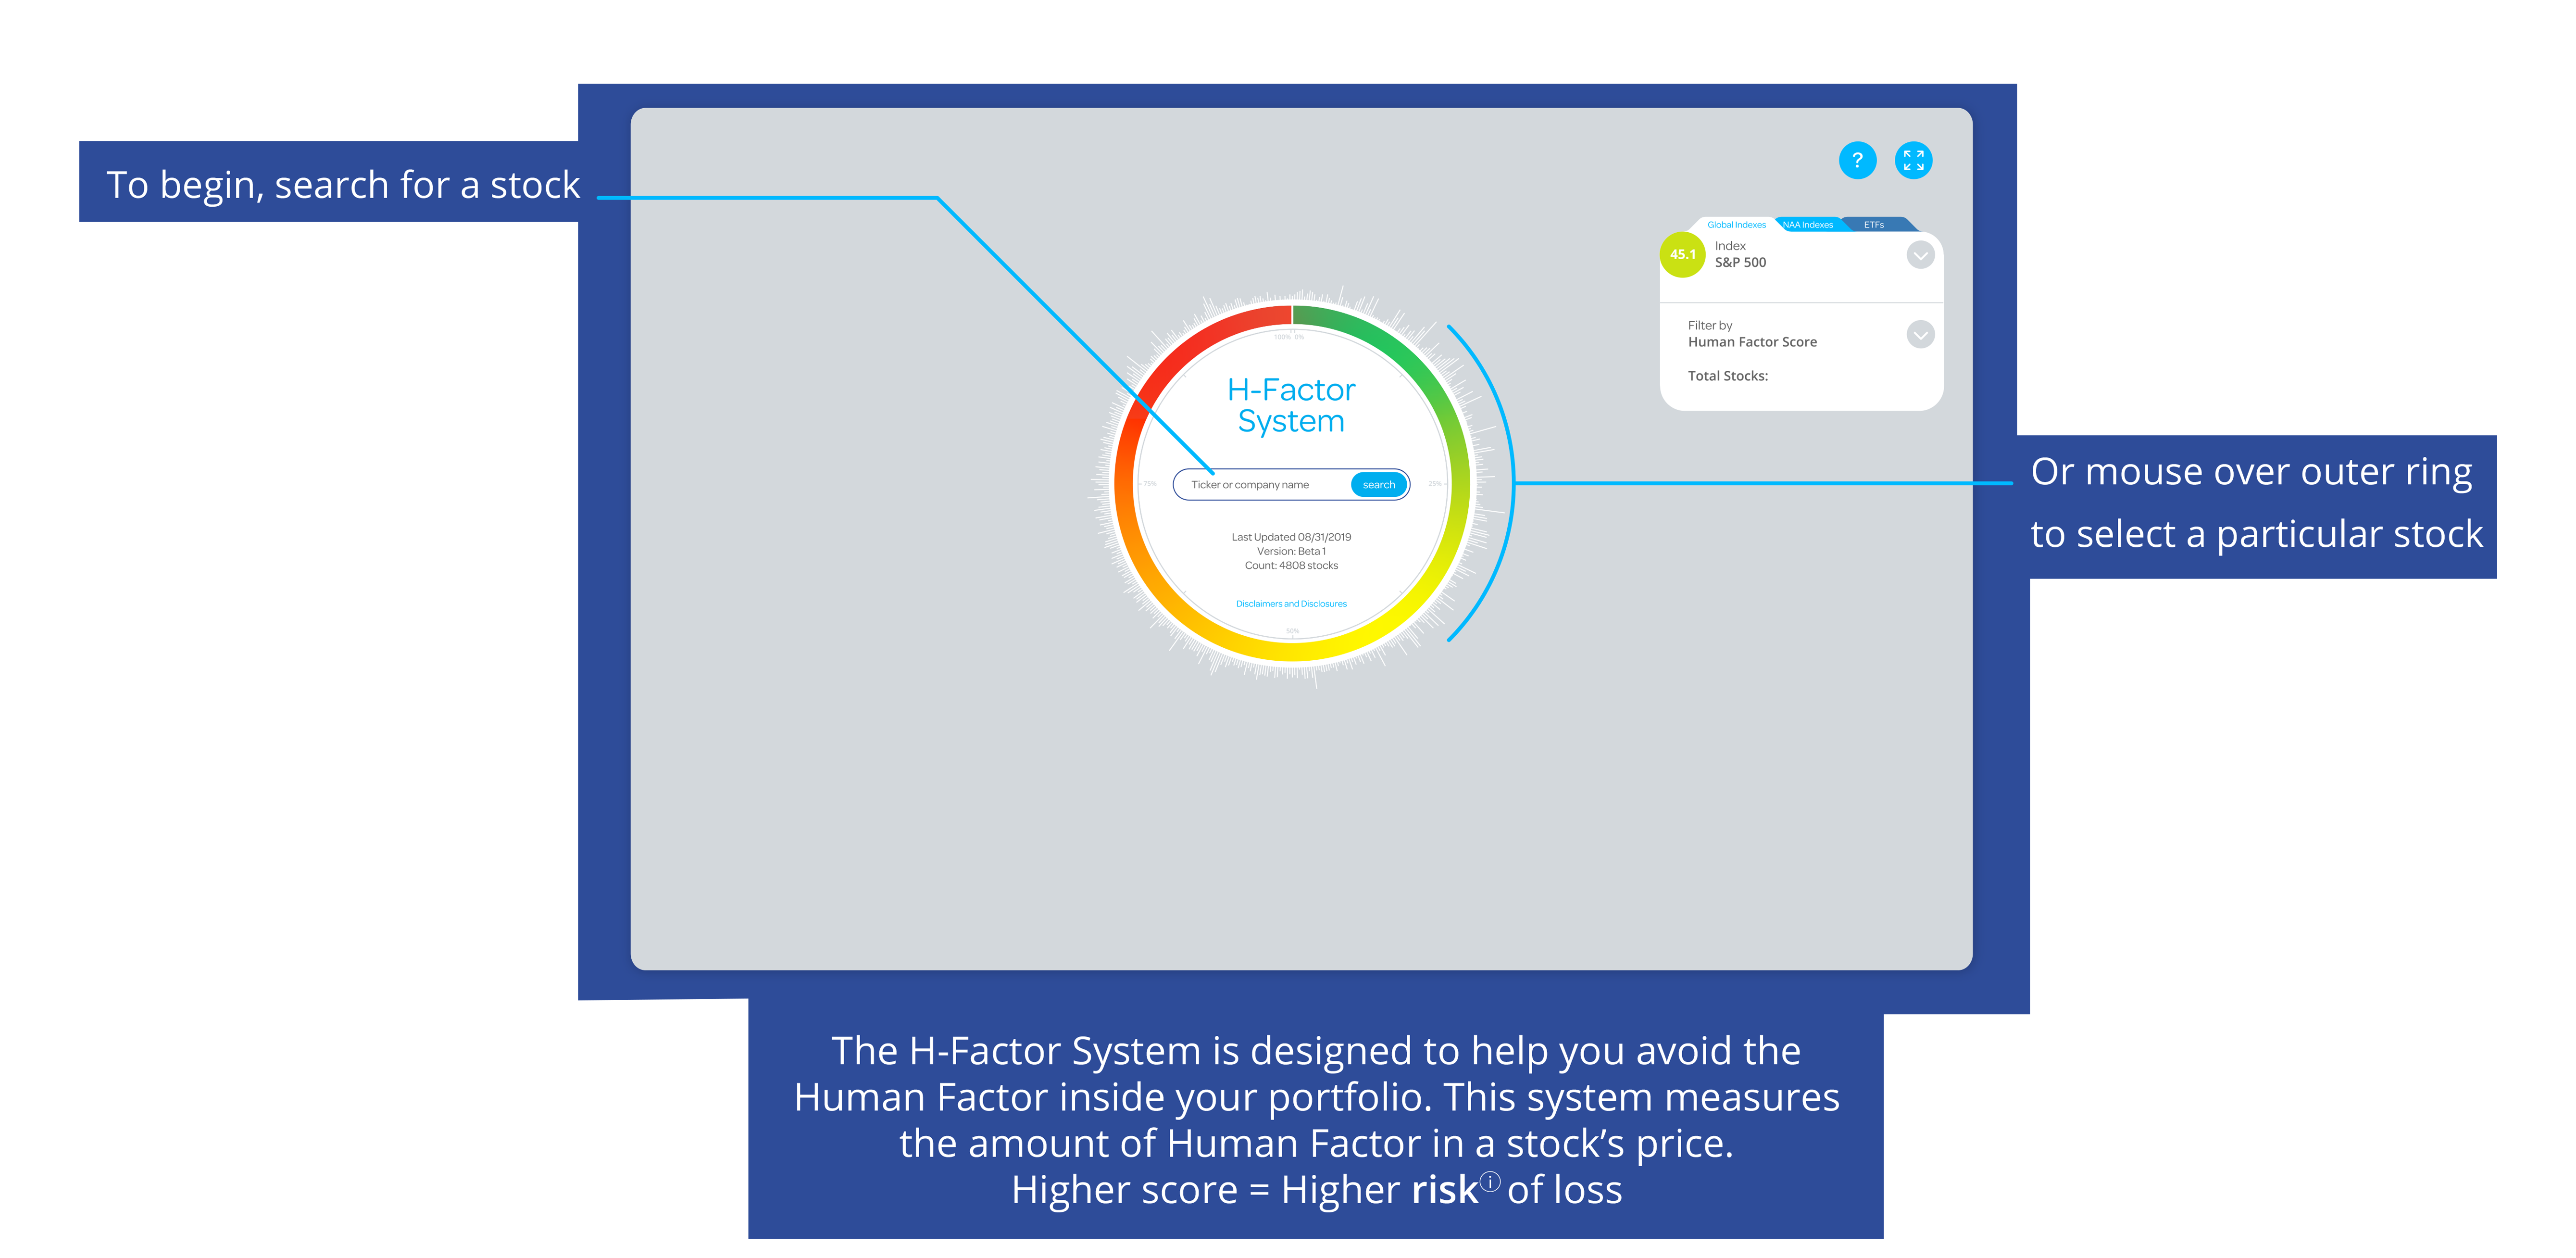 To begin, search for a stock
?
Global Indexes NAA Indexes ETFs
45.1
Index
S&P 500
Filter by
Human Factor Score
Total Stocks:
100% 0%
H-Factor
System
75%
Ticker or company name
search
25%
Last Updated 08/31/2019
Version: Beta 1
Count: 4808 stocks
Disclaimers and Disclosures
50%
Or mouse over outer ring
to select a particular stock
The H-Factor System is designed to help you avoid the
Human Factor inside your portfolio. This system measures
the amount of Human Factor in a stock’s price.
Higher score = Higher riskⓘ of loss